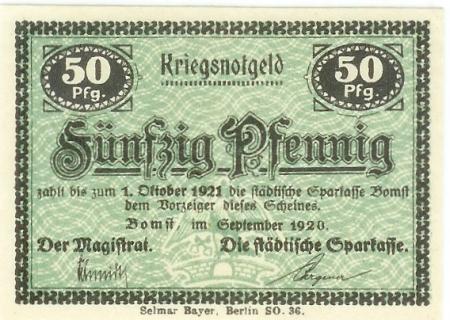 50 Pfg.
Kriegsnotgeld
50 Pfg.
Fünfzig Pfennig
zahlt bis zum 1. Oktober 1921 die städtische Sparkasse Bomst
dem Vorzeiger dieses Scheines.
Bomst, im September 1920.
Der Magistrat. Die städtische Sparkasse.
Selmar Bayer, Berlin SO. 36.